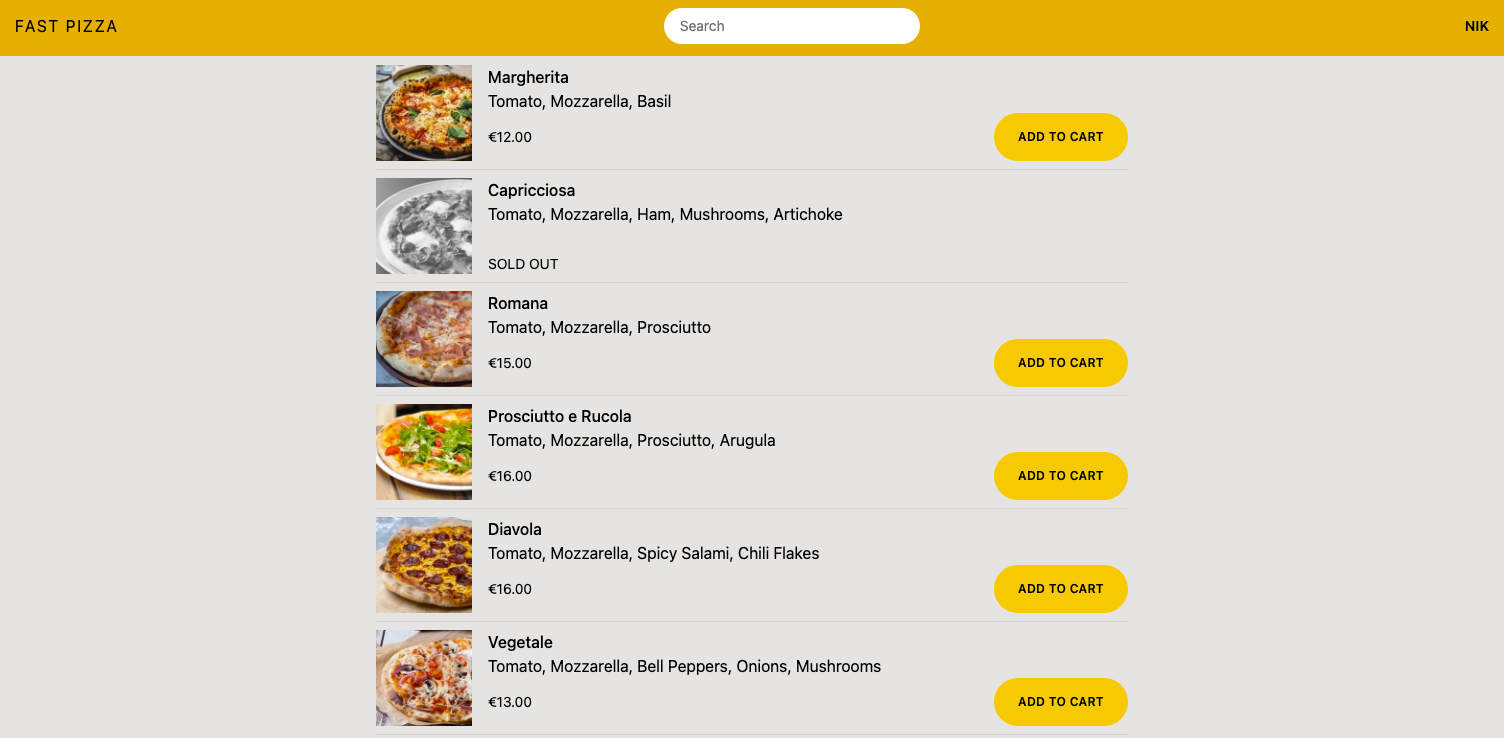 FAST PIZZA
Search
NIK
Margherita
Tomato, Mozzarella, Basil
€12.00
ADD TO CART
Capricciosa
Tomato, Mozzarella, Ham, Mushrooms, Artichoke
SOLD OUT
Romana
Tomato, Mozzarella, Prosciutto
€15.00
ADD TO CART
Prosciutto e Rucola
Tomato, Mozzarella, Prosciutto, Arugula
€16.00
ADD TO CART
Diavola
Tomato, Mozzarella, Spicy Salami, Chili Flakes
€16.00
ADD TO CART
Vegetale
Tomato, Mozzarella, Bell Peppers, Onions, Mushrooms
€13.00
ADD TO CART